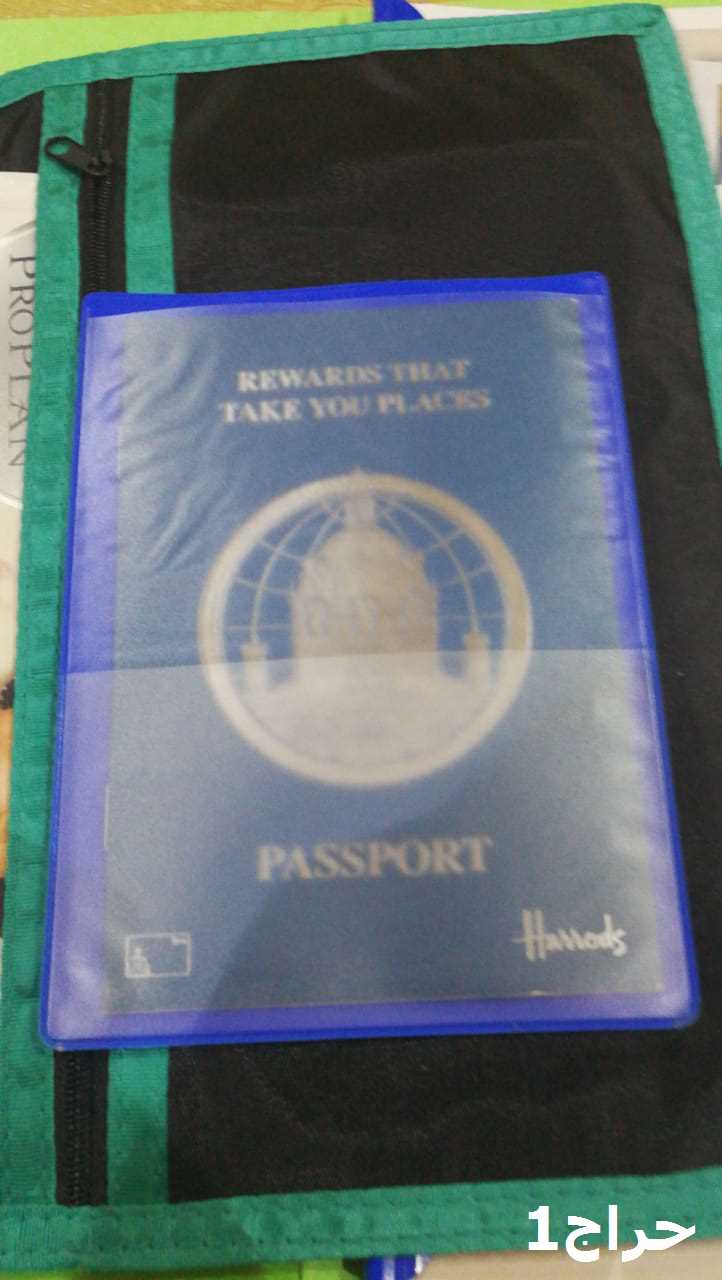 PROPLAN
REWARDS THAT
TAKE YOU PLACES
PASSPORT
Harrods
حراج1